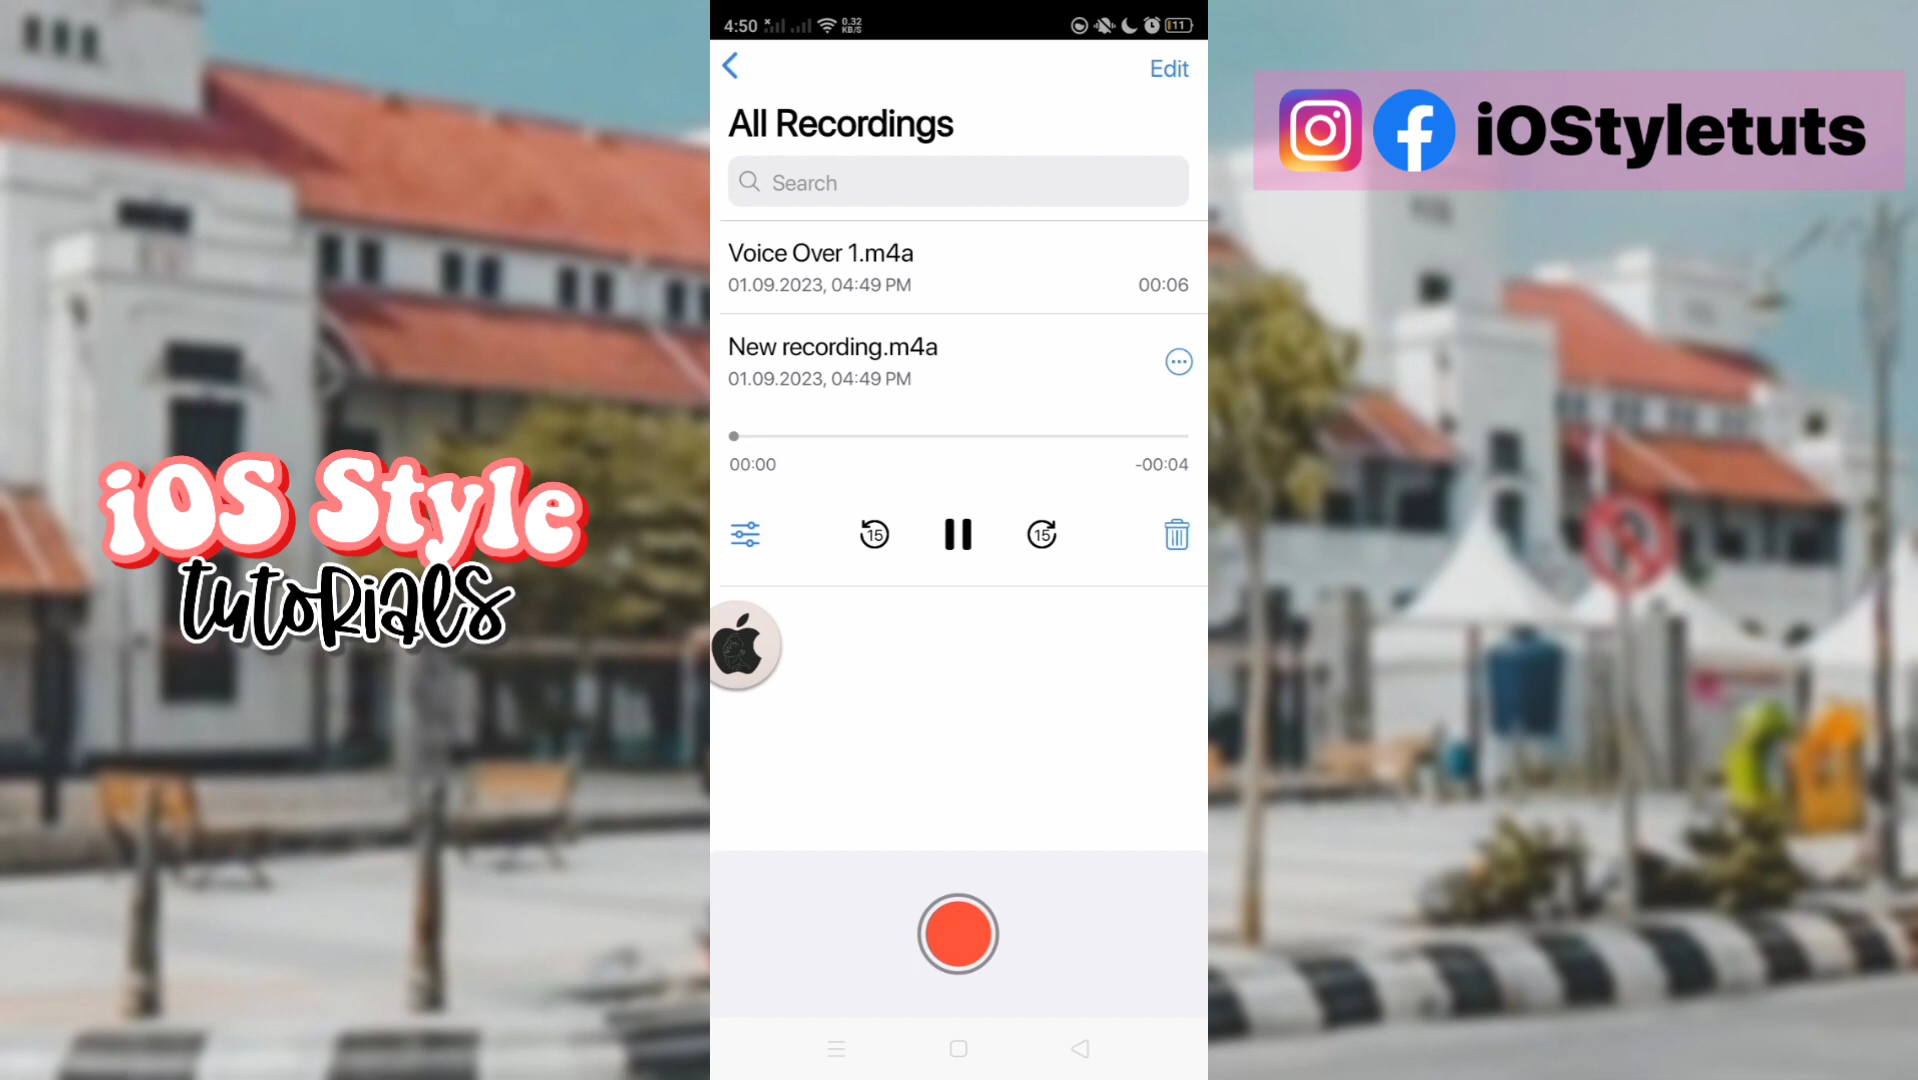 4:50 0.32 KB/S 11
Edit
All Recordings
Search
Voice Over 1.m4a
01.09.2023, 04:49 PM 00:06
New recording.m4a
01.09.2023, 04:49 PM
00:00 -00:04
15 15
iOS Style
tutorials
iOStyletuts